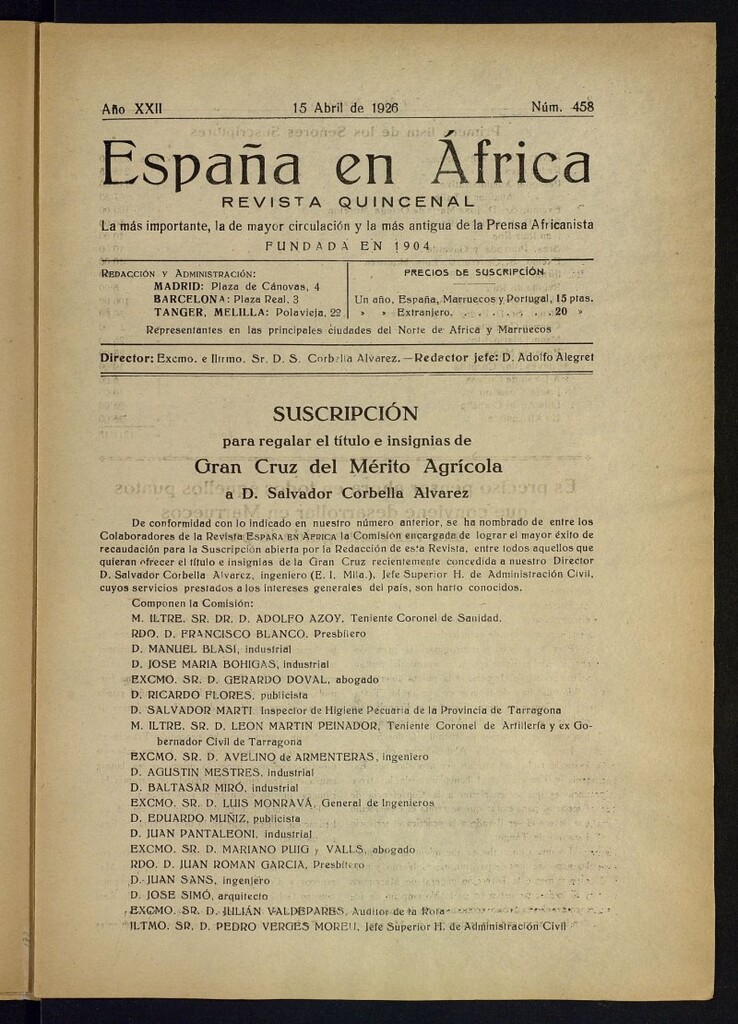 Año XXII 15 Abril de 1926 Núm. 458
España en África
REVISTA QUINCENAL
La más importante, la de mayor circulación y la más antigua de la Prensa Africanista
FUNDADA EN 1904
REDACCIÓN Y ADMINISTRACIÓN:
MADRID: Plaza de Cánovas, 4
BARCELONA: Plaza Real, 3
TANGER, MELILLA: Polavieja, 22
PRECIOS DE SUSCRIPCIÓN
Un año, España, Marruecos y Portugal, 15 ptas.
» » Extranjero. . . . . . . 20 »
Representantes en las principales ciudades del Norte de Africa y Marruecos
Director: Excmo. e Iltrmo. Sr. D. S. Corbella Alvarez.—Redactor jefe: D. Adolfo Alegret
SUSCRIPCIÓN
para regalar el título e insignias de
Gran Cruz del Mérito Agrícola
a D. Salvador Corbella Alvarez
De conformidad con lo indicado en nuestro número anterior, se ha nombrado de entre los
Colaboradores de la Revista ESPAÑA EN AFRICA la Comisión encargada de lograr el mayor éxito de
recaudación para la Suscripción abierta por la Redacción de esta Revista, entre todos aquellos que
quieran ofrecer el título e insignias de la Gran Cruz recientemente concedida a nuestro Director
D. Salvador Corbella Alvarez, ingeniero (E. I. Mlla.), Jefe Superior H. de Administración Civil,
cuyos servicios prestados a los intereses generales del país, son harto conocidos.
Componen la Comisión:
M. ILTRE. SR. DR. D. ADOLFO AZOY, Teniente Coronel de Sanidad.
RDO. D. FRANCISCO BLANCO, Presbítero
D. MANUEL BLASI, industrial
D. JOSE MARIA BOHIGAS, industrial
EXCMO. SR. D. GERARDO DOVAL, abogado
D. RICARDO FLORES, publicista
D. SALVADOR MARTI, Inspector de Higiene Pecuaria de la Provincia de Tarragona
M. ILTRE. SR. D. LEON MARTIN PEINADOR, Teniente Coronel de Artillería y ex Go-
bernador Civil de Tarragona
EXCMO. SR. D. AVELINO de ARMENTERAS, ingeniero
D. AGUSTIN MESTRES, industrial
D. BALTASAR MIRÓ, industrial
EXCMO. SR. D. LUIS MONRAVÁ, General de Ingenieros
D. EDUARDO MUÑIZ, publicista
D. JUAN PANTALEONI, industrial
EXCMO. SR. D. MARIANO PUIG y VALLS, abogado
RDO. D. JUAN ROMAN GARCIA, Presbítero
D. JUAN SANS, ingeniero
D. JOSE SIMÓ, arquitecto
EXCMO. SR. D. JULIÁN VALDEPARES, Auditor de la Rota
ILTMO. SR. D. PEDRO VERGÉS MOREU, Jefe Superior H. de Administración Civil